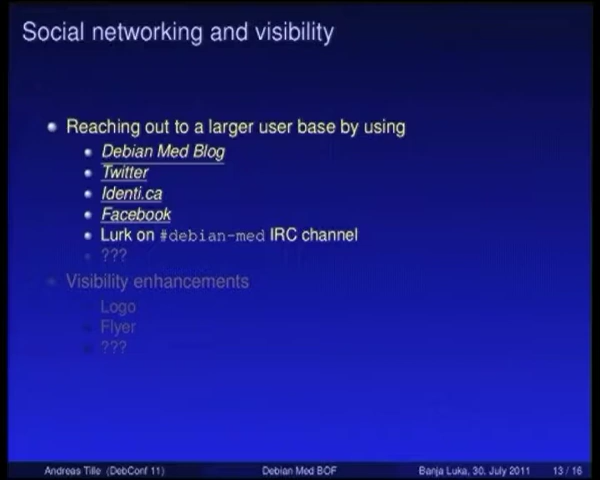 Social networking and visibility
Reaching out to a larger user base by using
Debian Med Blog
Twitter
Identi.ca
Facebook
Lurk on #debian-med IRC channel
???
Visibility enhancements
Logo
Flyer
???
Andreas Tille (DebConf 11) Debian Med BOF Banja Luka, 30. July 2011 13 / 16